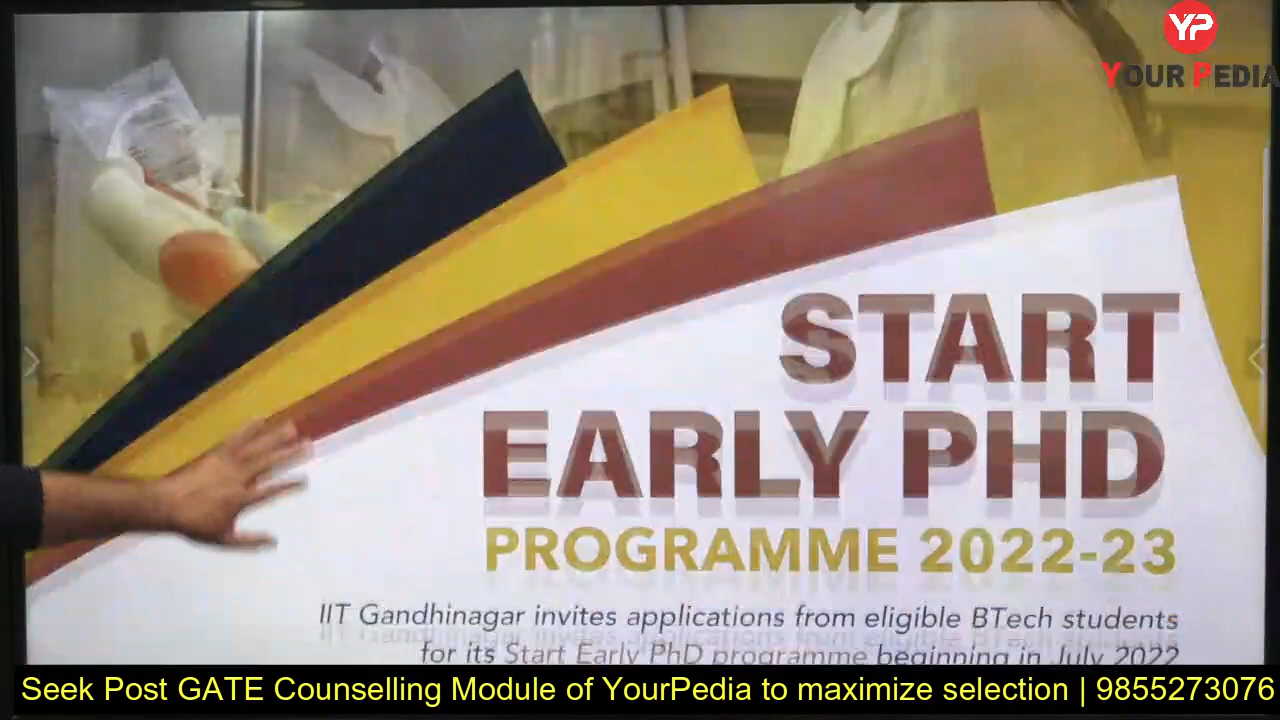 YP
YOUR PEDIA
START
EARLY PHD
PROGRAMME 2022-23
IIT Gandhinagar invites applications from eligible BTech students
for its Start Early PhD programme beginning in July 2022
Seek Post GATE Counselling Module of YourPedia to maximize selection | 9855273076